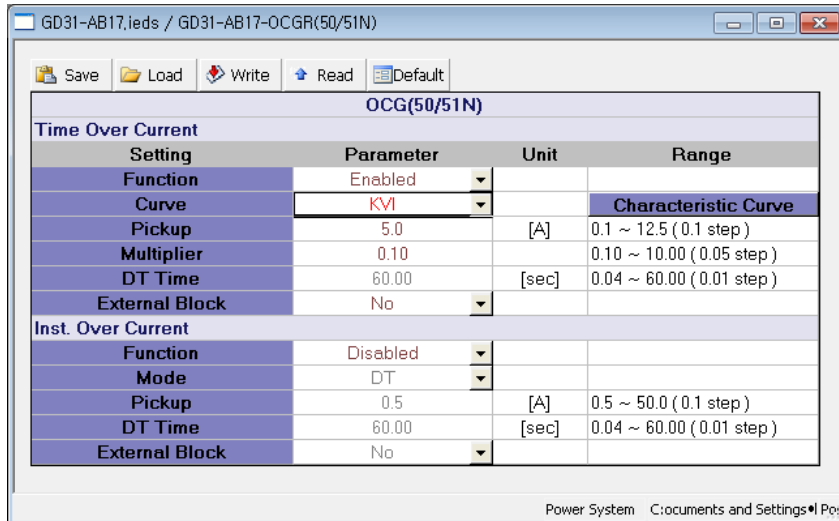 GD31-AB17.ieds / GD31-AB17-OCGR(50/51N)
Save Load Write Read Default
OCG(50/51N)
Time Over Current
Setting Parameter Unit Range
Function Enabled
Curve KVI Characteristic Curve
Pickup 5.0 [A] 0.1 ~ 12.5 ( 0.1 step )
Multiplier 0.10 0.10 ~ 10.00 ( 0.05 step )
DT Time 60.00 [sec] 0.04 ~ 60.00 ( 0.01 step )
External Block No
Inst. Over Current
Function Disabled
Mode DT
Pickup 0.5 [A] 0.5 ~ 50.0 ( 0.1 step )
DT Time 60.00 [sec] 0.04 ~ 60.00 ( 0.01 step )
External Block No
Power System C:ocuments and Settings